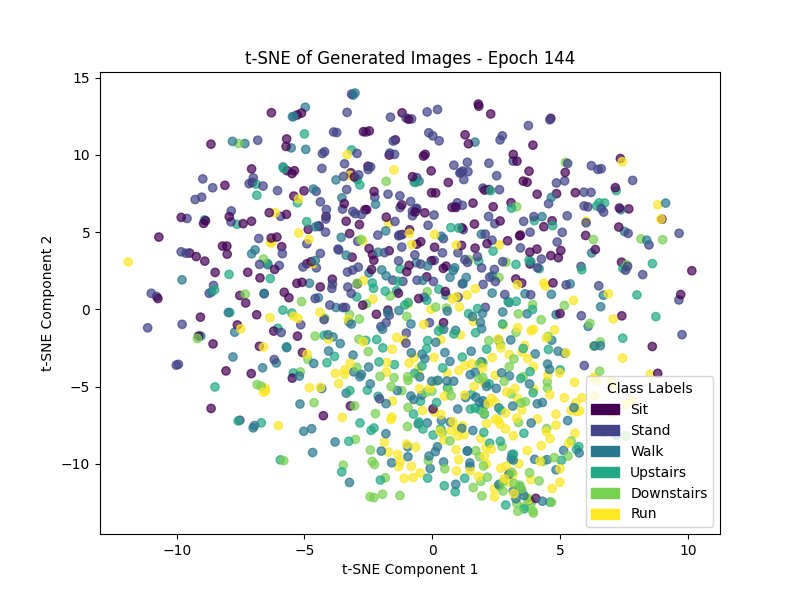 t-SNE of Generated Images - Epoch 144
15
10
5
0
−5
−10
t-SNE Component 2
−10
−5
0
5
10
t-SNE Component 1
Class Labels
Sit
Stand
Walk
Upstairs
Downstairs
Run